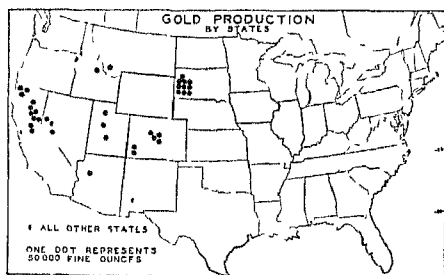 GOLD PRODUCTION
BY STATES
ALL OTHER STATES
ONE DOT REPRESENTS
50000 FINE OUNCES